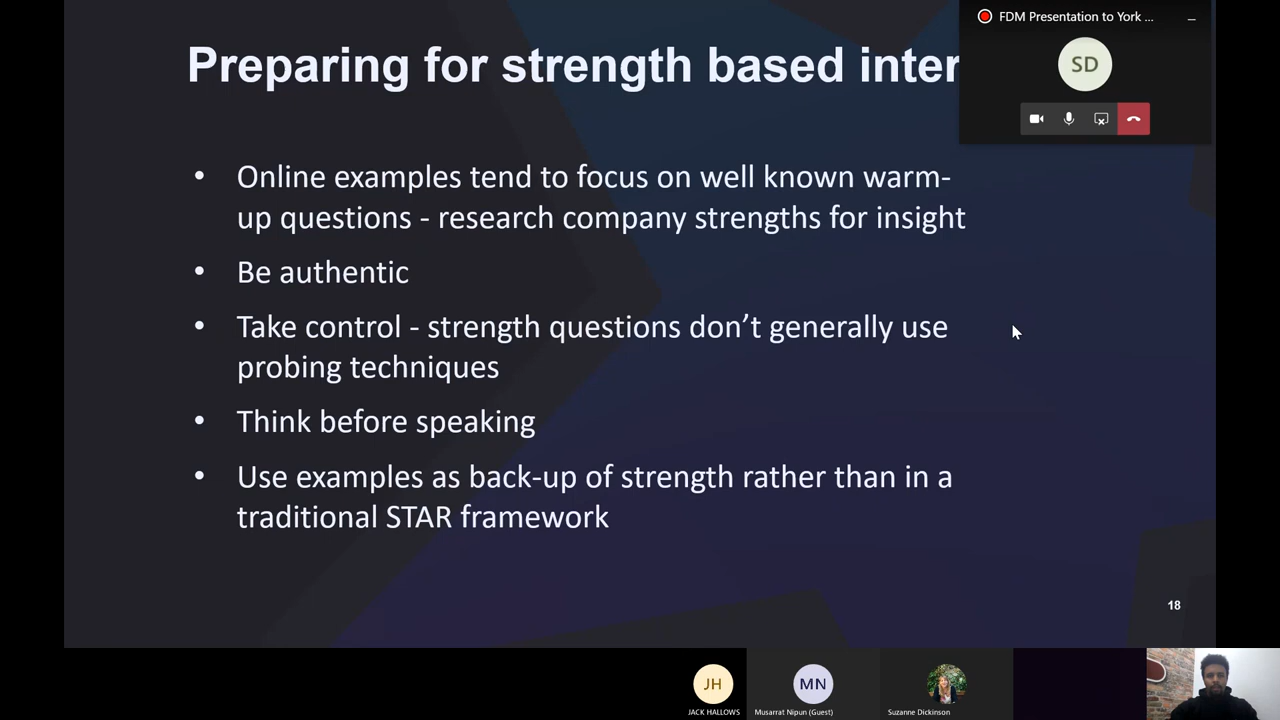 Preparing for strength based inter
FDM Presentation to York ...
SD
• Online examples tend to focus on well known warm-
up questions - research company strengths for insight
• Be authentic
• Take control - strength questions don’t generally use
probing techniques
• Think before speaking
• Use examples as back-up of strength rather than in a
traditional STAR framework
18
JH
MN
JACK HALLOWS
Musarrat Nipun (Guest)
Suzanne Dickinson